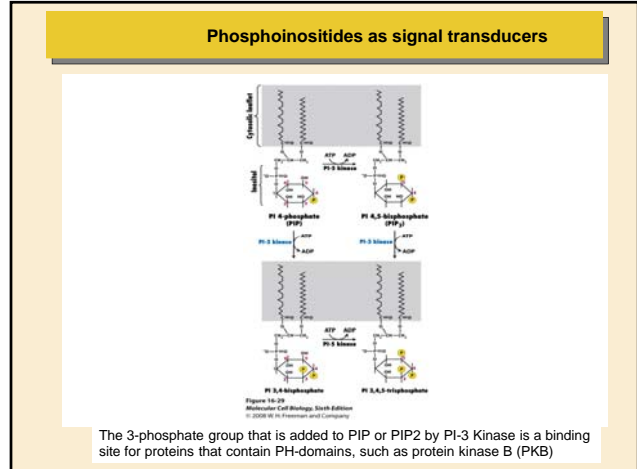 Phosphoinositides as signal transducers
Cytosolic leaflet
ATP ADP
PI-5 kinase
Inositol
PI 4-phosphate
(PIP)
PI 4,5-bisphosphate
(PIP2)
PI-3 kinase
ATP
ADP
PI-3 kinase
ATP
ADP
ATP ADP
PI-5 kinase
PI 3,4-bisphosphate
PI 3,4,5-trisphosphate
Figure 16-29
Molecular Cell Biology, Sixth Edition
© 2008 W. H. Freeman and Company
The 3-phosphate group that is added to PIP or PIP2 by PI-3 Kinase is a binding
site for proteins that contain PH-domains, such as protein kinase B (PKB)